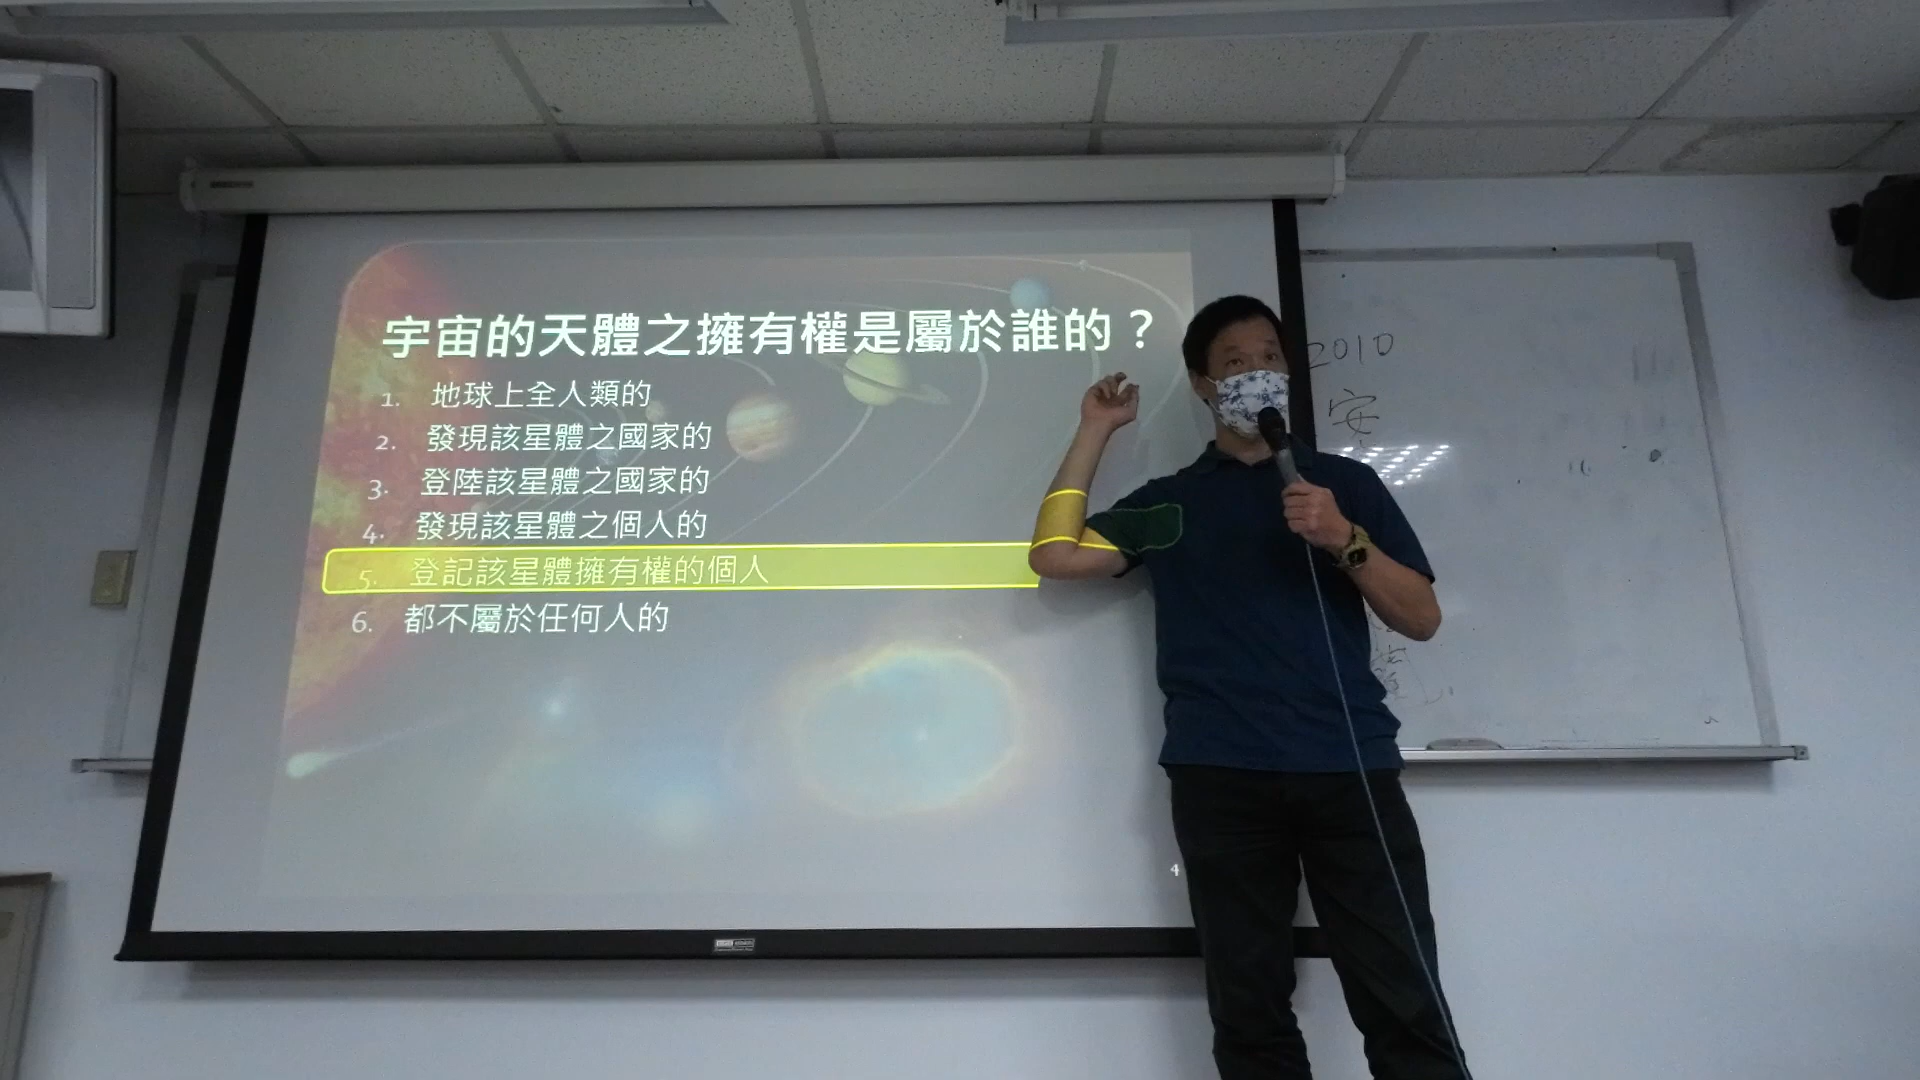 宇宙的天體之擁有權是屬於誰的？
1. 地球上全人類的
2. 發現該星體之國家的
3. 登陸該星體之國家的
4. 發現該星體之個人的
5. 登記該星體擁有權的個人
6. 都不屬於任何人的
4
2010
安